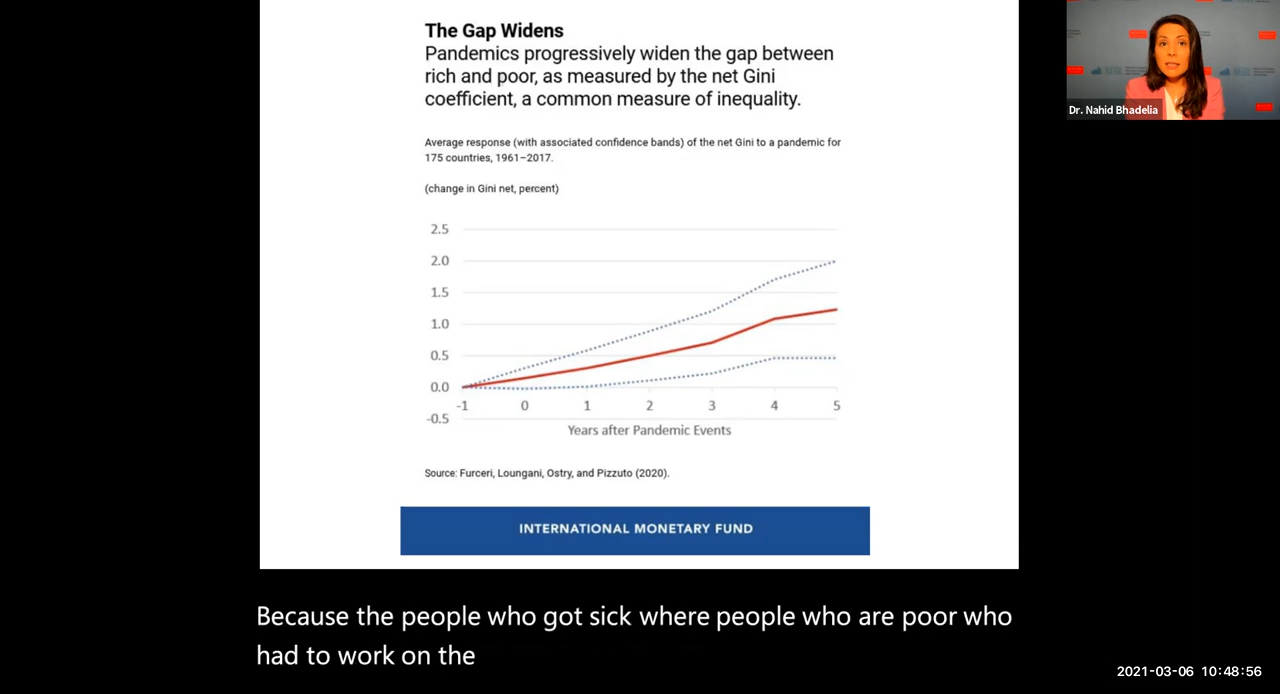 The Gap Widens
Pandemics progressively widen the gap between
rich and poor, as measured by the net Gini
coefficient, a common measure of inequality.
Average response (with associated confidence bands) of the net Gini to a pandemic for
175 countries, 1961–2017.
(change in Gini net, percent)
2.5
2.0
1.5
1.0
0.5
0.0
-0.5
-1 0 1 2 3 4 5
Years after Pandemic Events
Source: Furceri, Loungani, Ostry, and Pizzuto (2020).
INTERNATIONAL MONETARY FUND
Dr. Nahid Bhadelia
Because the people who got sick where people who are poor who
had to work on the
2021-03-06 10:48:56